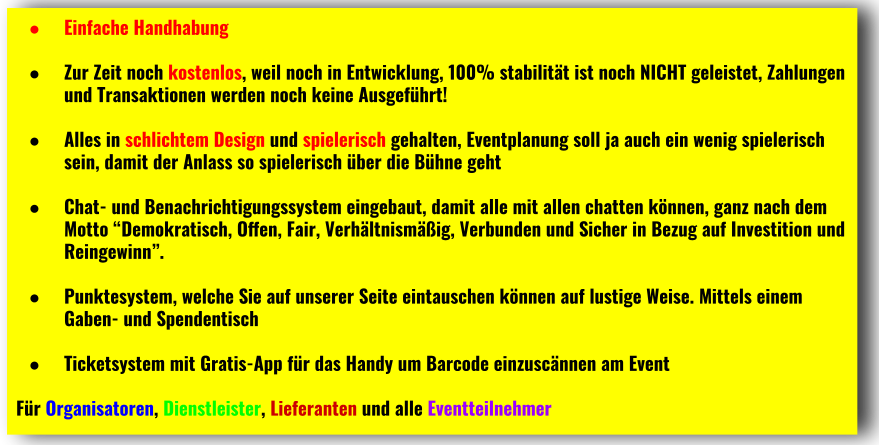 ● Einfache Handhabung
● Zur Zeit noch kostenlos, weil noch in Entwicklung, 100% stabilität ist noch NICHT geleistet, Zahlungen
und Transaktionen werden noch keine Ausgeführt!
● Alles in schlichtem Design und spielerisch gehalten, Eventplanung soll ja auch ein wenig spielerisch
sein, damit der Anlass so spielerisch über die Bühne geht
● Chat- und Benachrichtigungssystem eingebaut, damit alle mit allen chatten können, ganz nach dem
Motto “Demokratisch, Offen, Fair, Verhältnismäßig, Verbunden und Sicher in Bezug auf Investition und
Reingewinn”.
● Punktesystem, welche Sie auf unserer Seite eintauschen können auf lustige Weise. Mittels einem
Gaben- und Spendentisch
● Ticketsystem mit Gratis-App für das Handy um Barcode einzuscännen am Event
Für Organisatoren, Dienstleister, Lieferanten und alle Eventteilnehmer